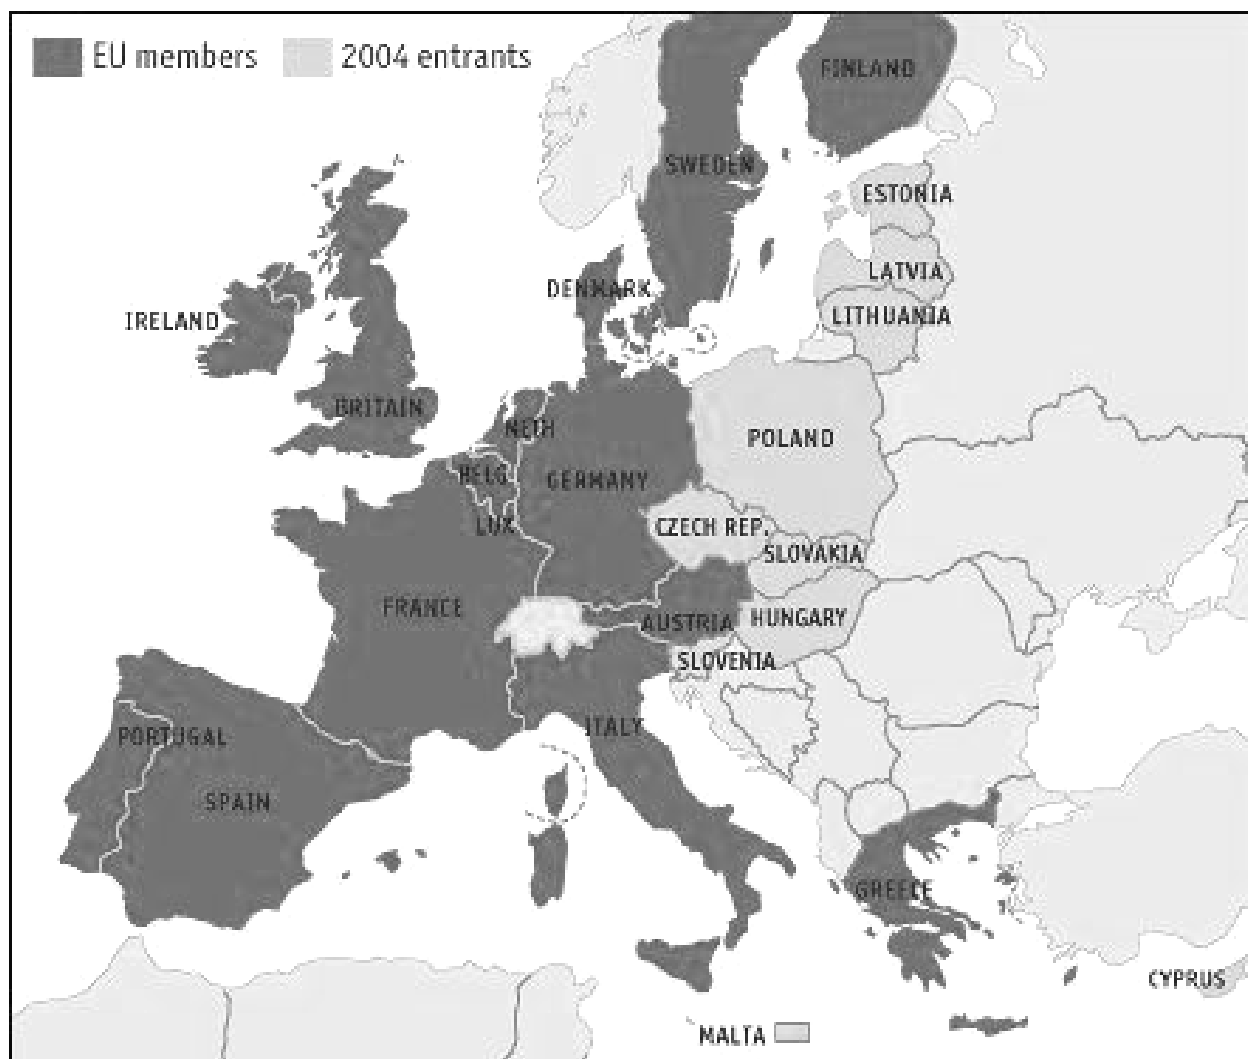 EU members
2004 entrants
FINLAND
SWEDEN
ESTONIA
LATVIA
DENMARK
LITHUANIA
IRELAND
BRITAIN
NETH
POLAND
BELG
GERMANY
LUX
CZECH REP.
SLOVAKIA
FRANCE
AUSTRIA
HUNGARY
SLOVENIA
ITALY
PORTUGAL
SPAIN
GREECE
CYPRUS
MALTA